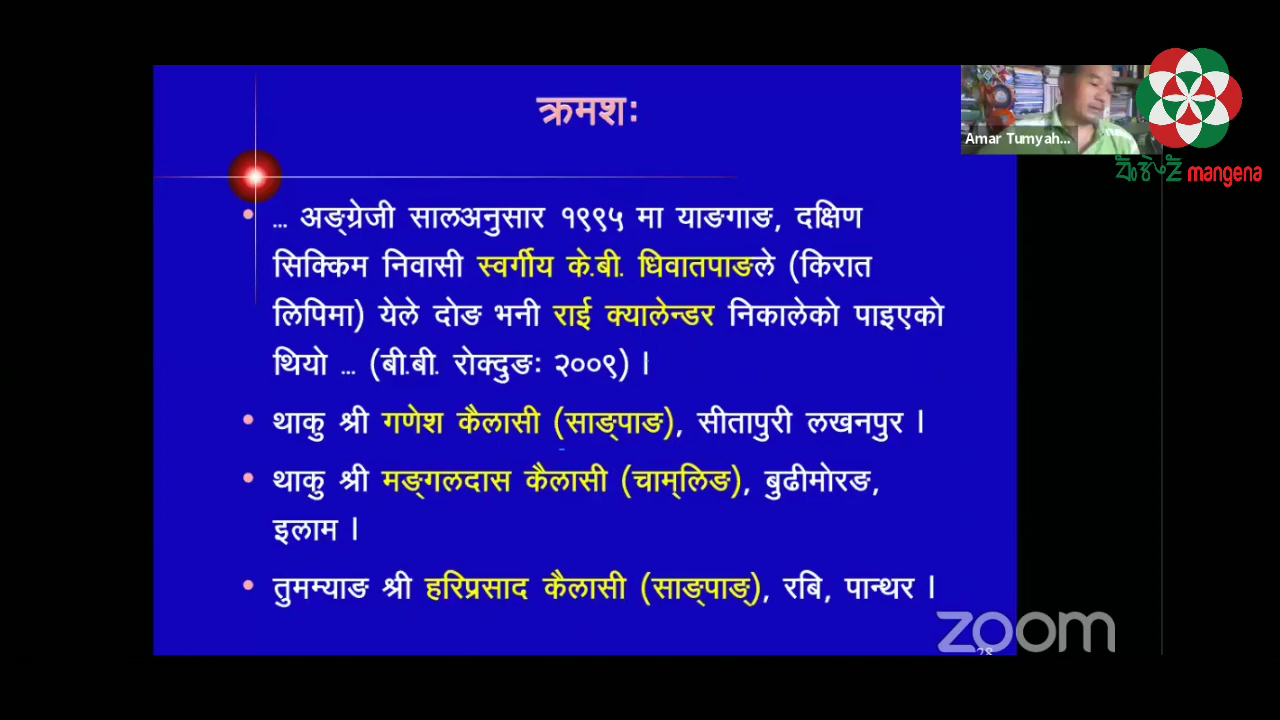 क्रमशः
Amar Tumyah...
mangena
• ... अङ्ग्रेजी सालअनुसार १९९५ मा याङगाङ, दक्षिण
सिक्किम निवासी स्वर्गीय के.बी. धिवातपाङले (किरात
लिपिमा) येले दोङ भनी राई क्यालेन्डर निकालेको पाइएको
थियो ... (बी.बी. रोक्दुङः २००९) ।
• थाकु श्री गणेश कैलासी (साङ्पाङ), सीतापुरी लखनपुर ।
• थाकु श्री मङ्गलदास कैलासी (चाम्लिङ), बुढीमोरङ,
इलाम ।
• तुमम्याङ श्री हरिप्रसाद कैलासी (साङ्पाङ्), रबि, पान्थर ।
zoom
28